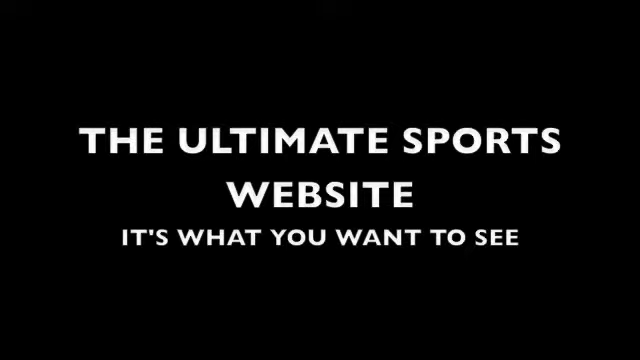 THE ULTIMATE SPORTS
WEBSITE
IT'S WHAT YOU WANT TO SEE